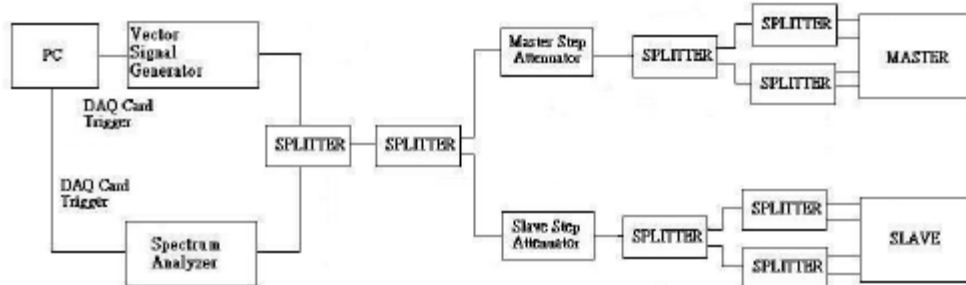 PC
Vector
Signal
Generator
DAQ Card
Trigger
DAQ Card
Trigger
Spectrum
Analyzer
SPLITTER
SPLITTER
Master Step
Attenuator
SPLITTER
SPLITTER
SPLITTER
MASTER
Slave Step
Attenuator
SPLITTER
SPLITTER
SPLITTER
SLAVE